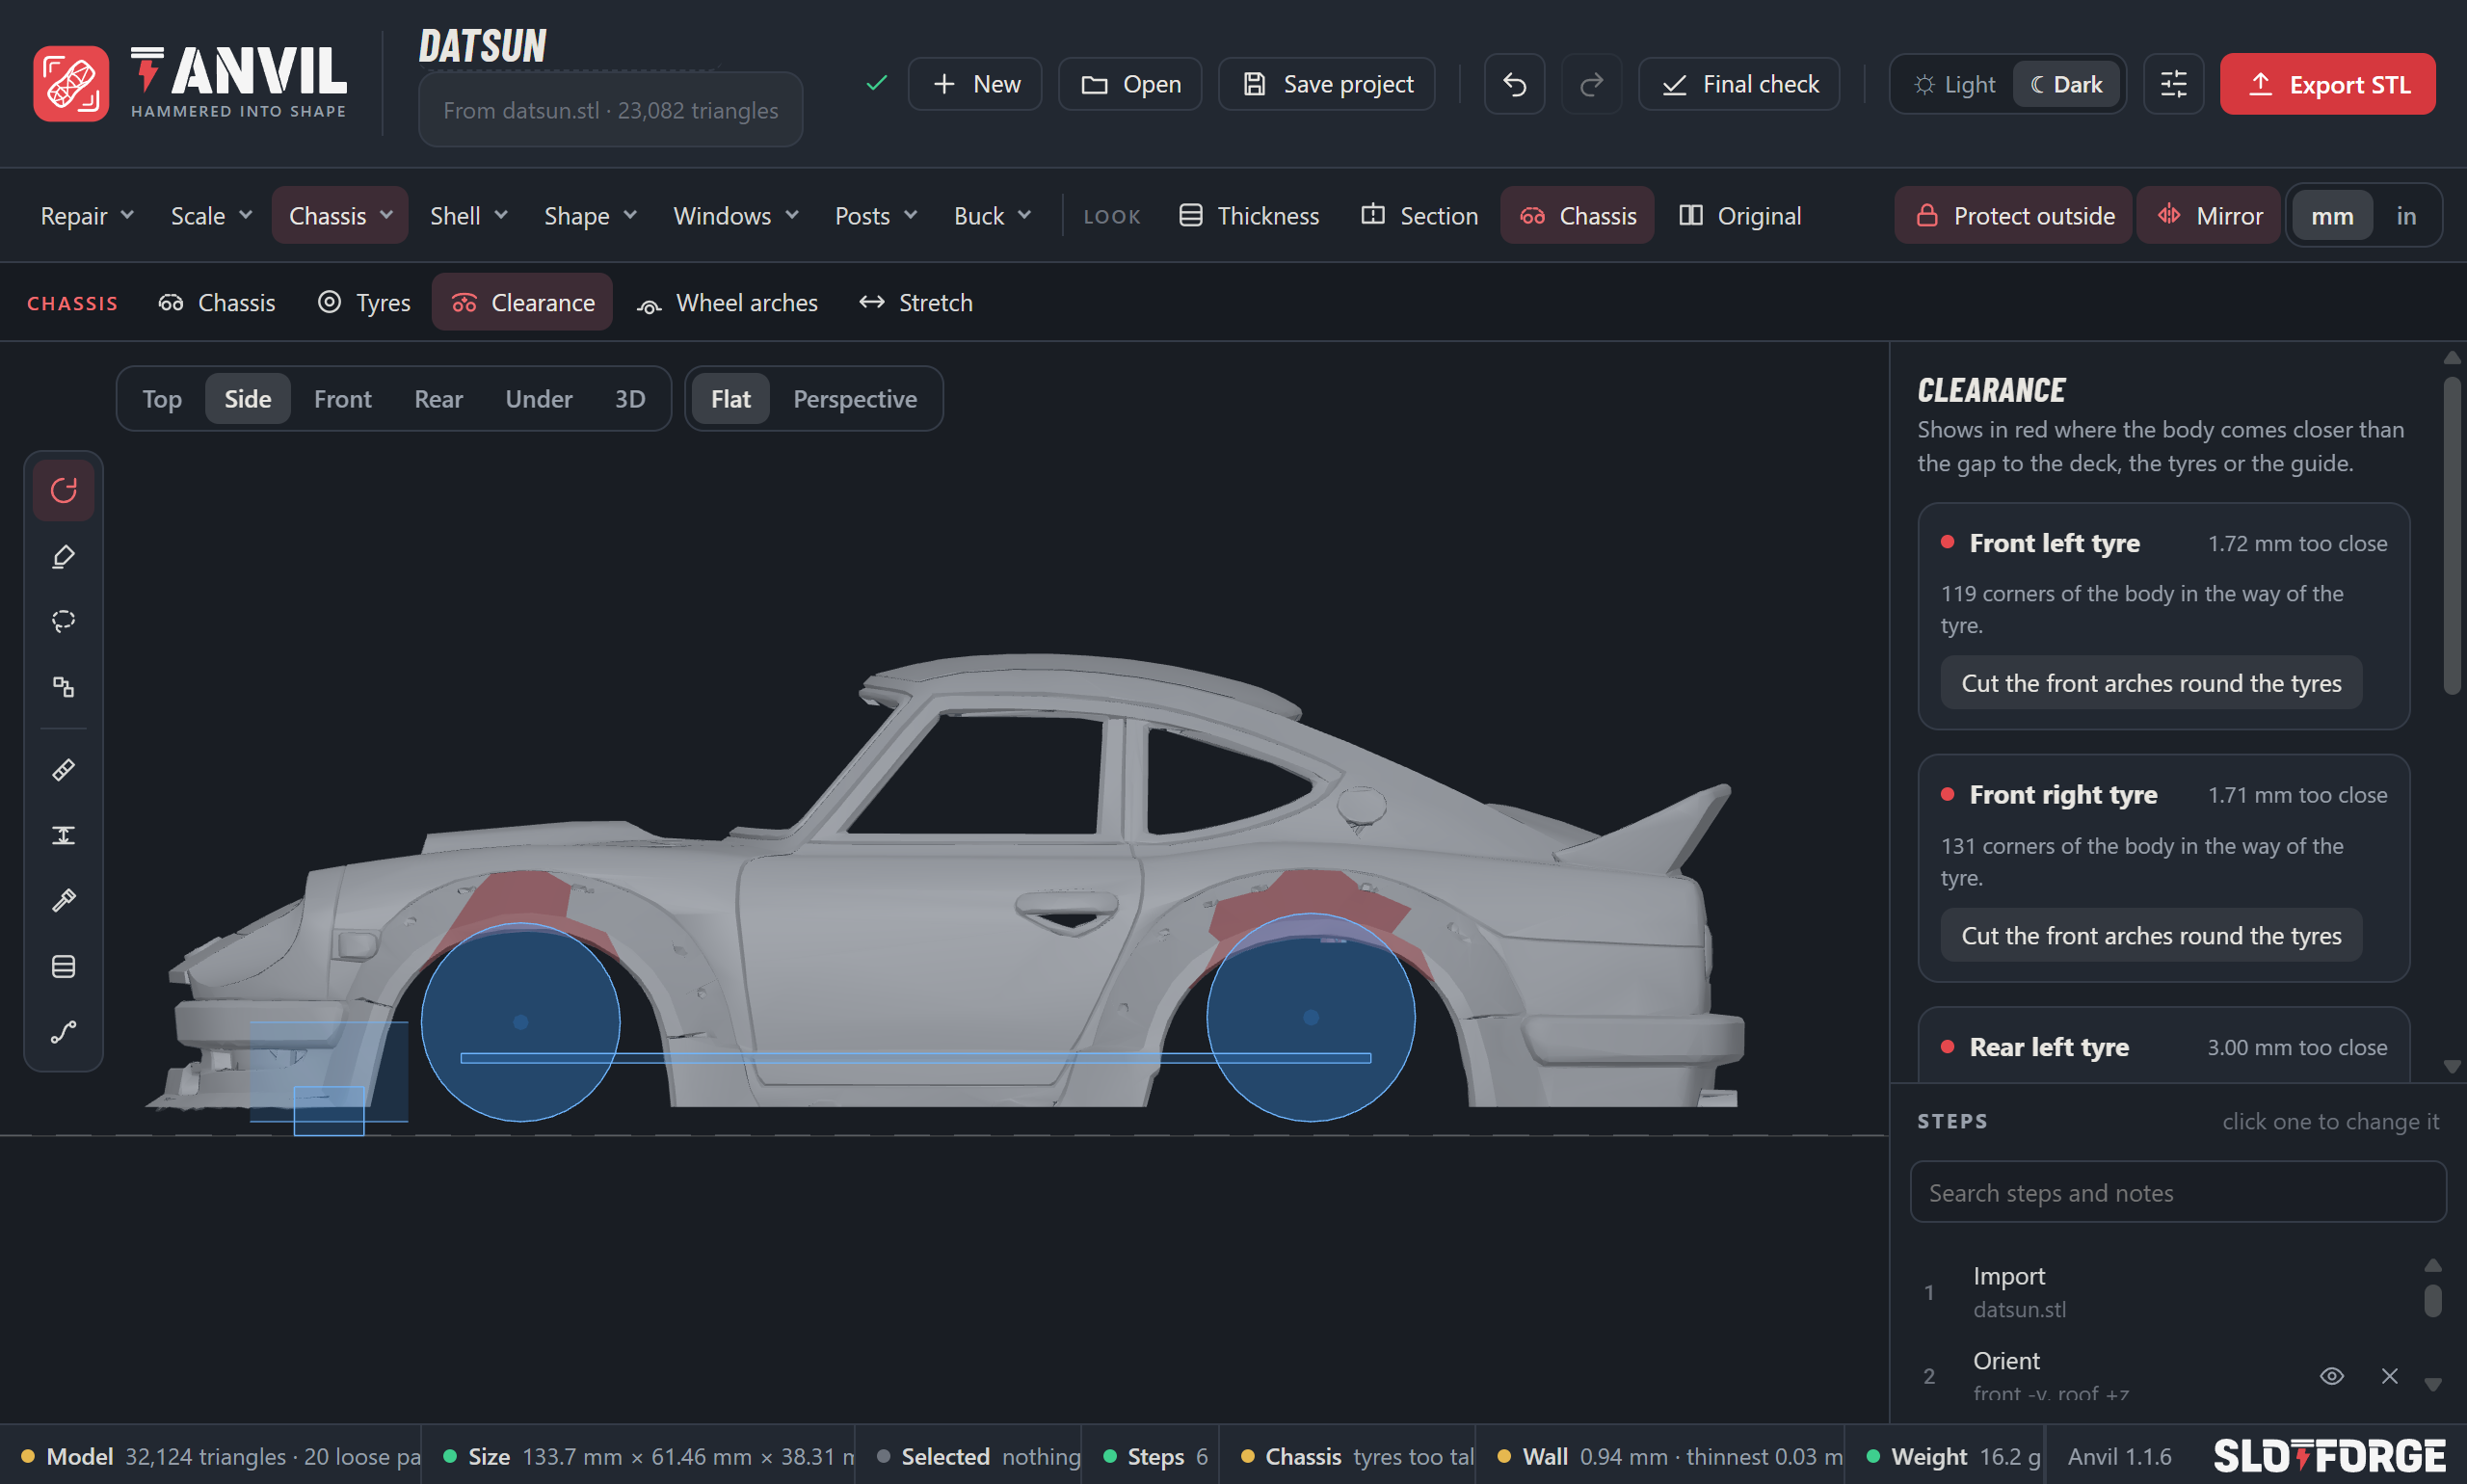 ANVIL
HAMMERED INTO SHAPE
DATSUN
From datsun.stl · 23,082 triangles
New
Open
Save project
Final check
Light
Dark
Export STL
Repair
Scale
Chassis
Shell
Shape
Windows
Posts
Buck
LOOK
Thickness
Section
Chassis
Original
Protect outside
Mirror
mm
in
CHASSIS
Chassis
Tyres
Clearance
Wheel arches
Stretch
Top
Side
Front
Rear
Under
3D
Flat
Perspective
CLEARANCE
Shows in red where the body comes closer than
the gap to the deck, the tyres or the guide.
Front left tyre
1.72 mm too close
119 corners of the body in the way of the
tyre.
Cut the front arches round the tyres
Front right tyre
1.71 mm too close
131 corners of the body in the way of the
tyre.
Cut the front arches round the tyres
Rear left tyre
3.00 mm too close
STEPS
click one to change it
Search steps and notes
1
Import
datsun.stl
2
Orient
front -y, roof +z
Model 32,124 triangles · 20 loose pa
Size 133.7 mm × 61.46 mm × 38.31 m
Selected nothing
Steps 6
Chassis tyres too tal
Wall 0.94 mm · thinnest 0.03 m
Weight 16.2 g
Anvil 1.1.6
SLOTFORGE